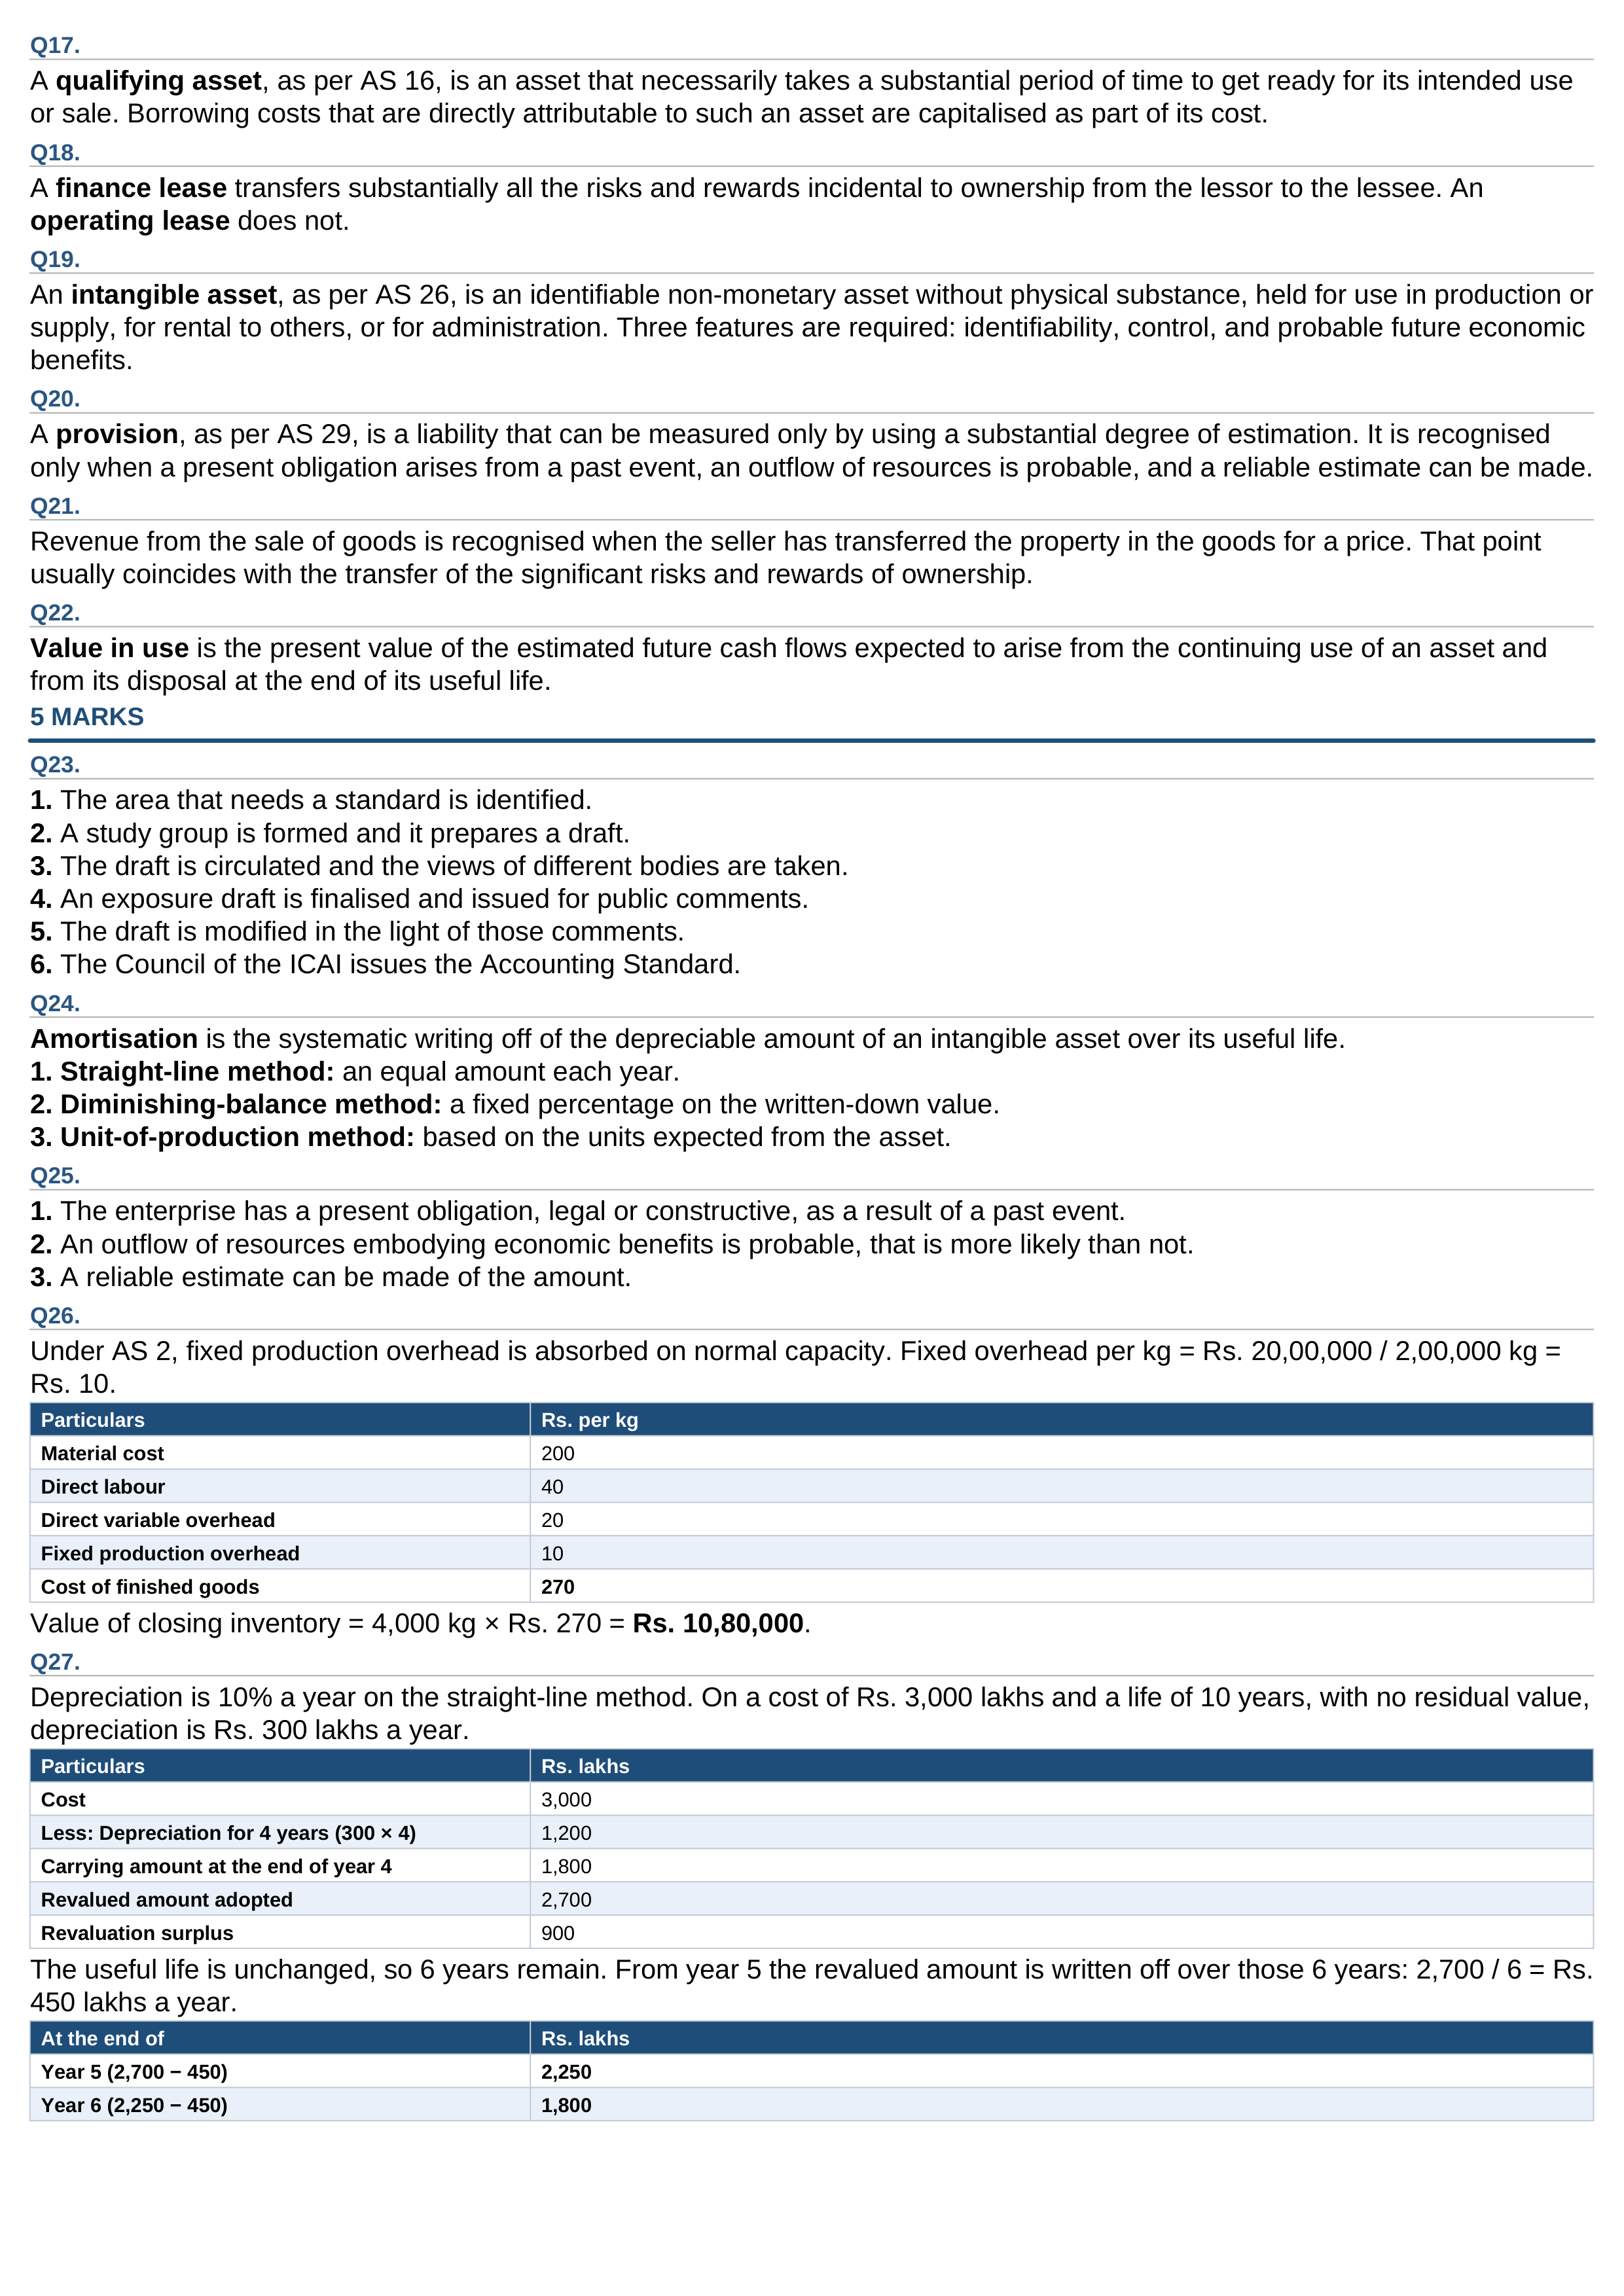 Q17.
A qualifying asset, as per AS 16, is an asset that necessarily takes a substantial period of time to get ready for its intended use
or sale. Borrowing costs that are directly attributable to such an asset are capitalised as part of its cost.
Q18.
A finance lease transfers substantially all the risks and rewards incidental to ownership from the lessor to the lessee. An
operating lease does not.
Q19.
An intangible asset, as per AS 26, is an identifiable non-monetary asset without physical substance, held for use in production or
supply, for rental to others, or for administration. Three features are required: identifiability, control, and probable future economic
benefits.
Q20.
A provision, as per AS 29, is a liability that can be measured only by using a substantial degree of estimation. It is recognised
only when a present obligation arises from a past event, an outflow of resources is probable, and a reliable estimate can be made.
Q21.
Revenue from the sale of goods is recognised when the seller has transferred the property in the goods for a price. That point
usually coincides with the transfer of the significant risks and rewards of ownership.
Q22.
Value in use is the present value of the estimated future cash flows expected to arise from the continuing use of an asset and
from its disposal at the end of its useful life.
5 MARKS
Q23.
1. The area that needs a standard is identified.
2. A study group is formed and it prepares a draft.
3. The draft is circulated and the views of different bodies are taken.
4. An exposure draft is finalised and issued for public comments.
5. The draft is modified in the light of those comments.
6. The Council of the ICAI issues the Accounting Standard.
Q24.
Amortisation is the systematic writing off of the depreciable amount of an intangible asset over its useful life.
1. Straight-line method: an equal amount each year.
2. Diminishing-balance method: a fixed percentage on the written-down value.
3. Unit-of-production method: based on the units expected from the asset.
Q25.
1. The enterprise has a present obligation, legal or constructive, as a result of a past event.
2. An outflow of resources embodying economic benefits is probable, that is more likely than not.
3. A reliable estimate can be made of the amount.
Q26.
Under AS 2, fixed production overhead is absorbed on normal capacity. Fixed overhead per kg = Rs. 20,00,000 / 2,00,000 kg =
Rs. 10.
Particulars Rs. per kg
Material cost 200
Direct labour 40
Direct variable overhead 20
Fixed production overhead 10
Cost of finished goods 270
Value of closing inventory = 4,000 kg × Rs. 270 = Rs. 10,80,000.
Q27.
Depreciation is 10% a year on the straight-line method. On a cost of Rs. 3,000 lakhs and a life of 10 years, with no residual value,
depreciation is Rs. 300 lakhs a year.
Particulars Rs. lakhs
Cost 3,000
Less: Depreciation for 4 years (300 × 4) 1,200
Carrying amount at the end of year 4 1,800
Revalued amount adopted 2,700
Revaluation surplus 900
The useful life is unchanged, so 6 years remain. From year 5 the revalued amount is written off over those 6 years: 2,700 / 6 = Rs.
450 lakhs a year.
At the end of Rs. lakhs
Year 5 (2,700 − 450) 2,250
Year 6 (2,250 − 450) 1,800